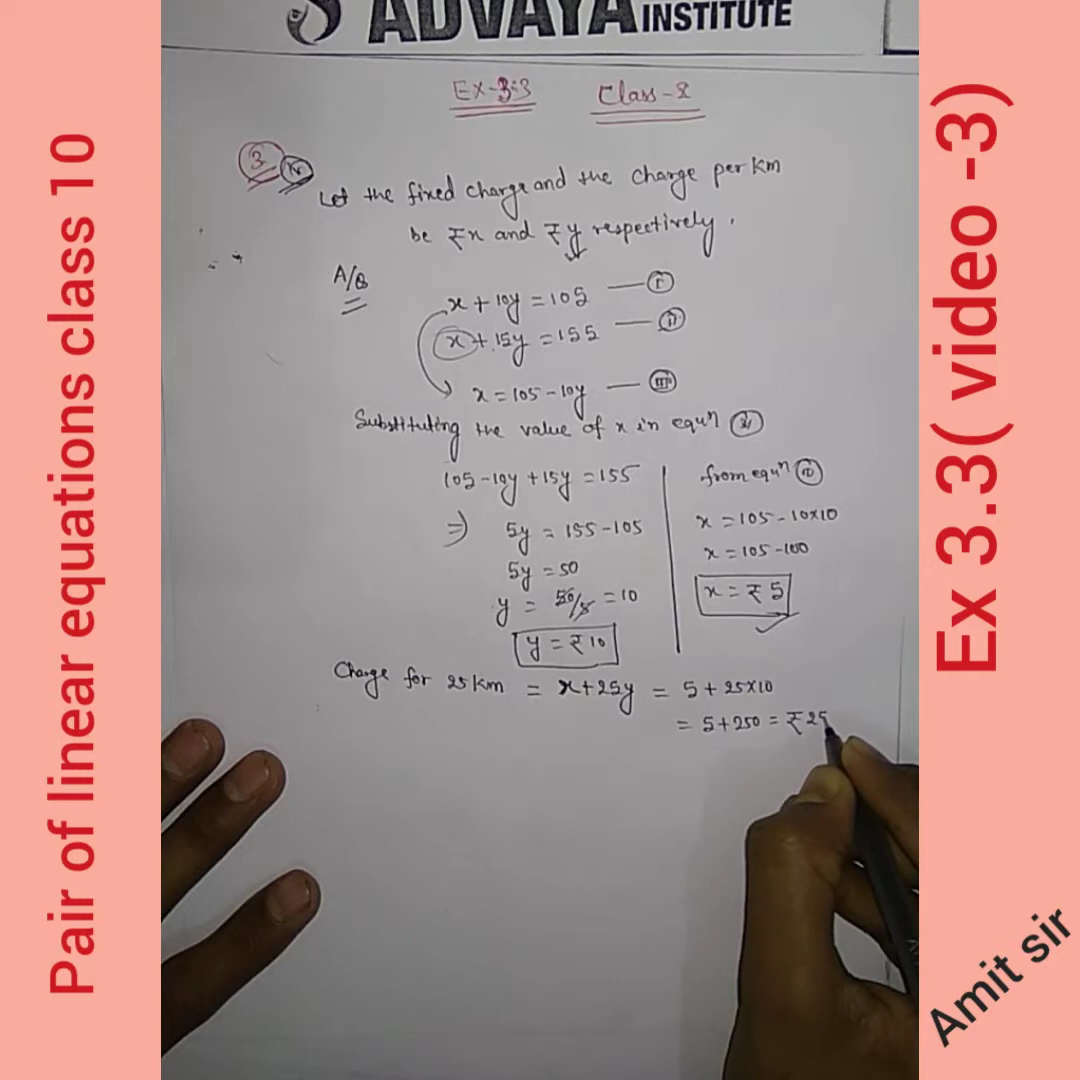 ADVAYA INSTITUTE
Ex-3.3 Class-X
3 iv
Let the fixed charge and the charge per km
be ₹x and ₹y respectively.
A/Q
x + 10y = 105 — i
x + 15y = 155 — ii
x = 105 - 10y — iii
Substituting the value of x in equⁿ ii
105 - 10y + 15y = 155
⇒ 5y = 155 - 105
5y = 50
y = 50/5 = 10
y = ₹10
from equⁿ
x = 105 - 10×10
x = 105 - 100
x = ₹5
Charge for 25 km = x + 25y = 5 + 25×10
= 5 + 250 = ₹25
Pair of linear equations class 10
Ex 3.3( video -3)
Amit sir